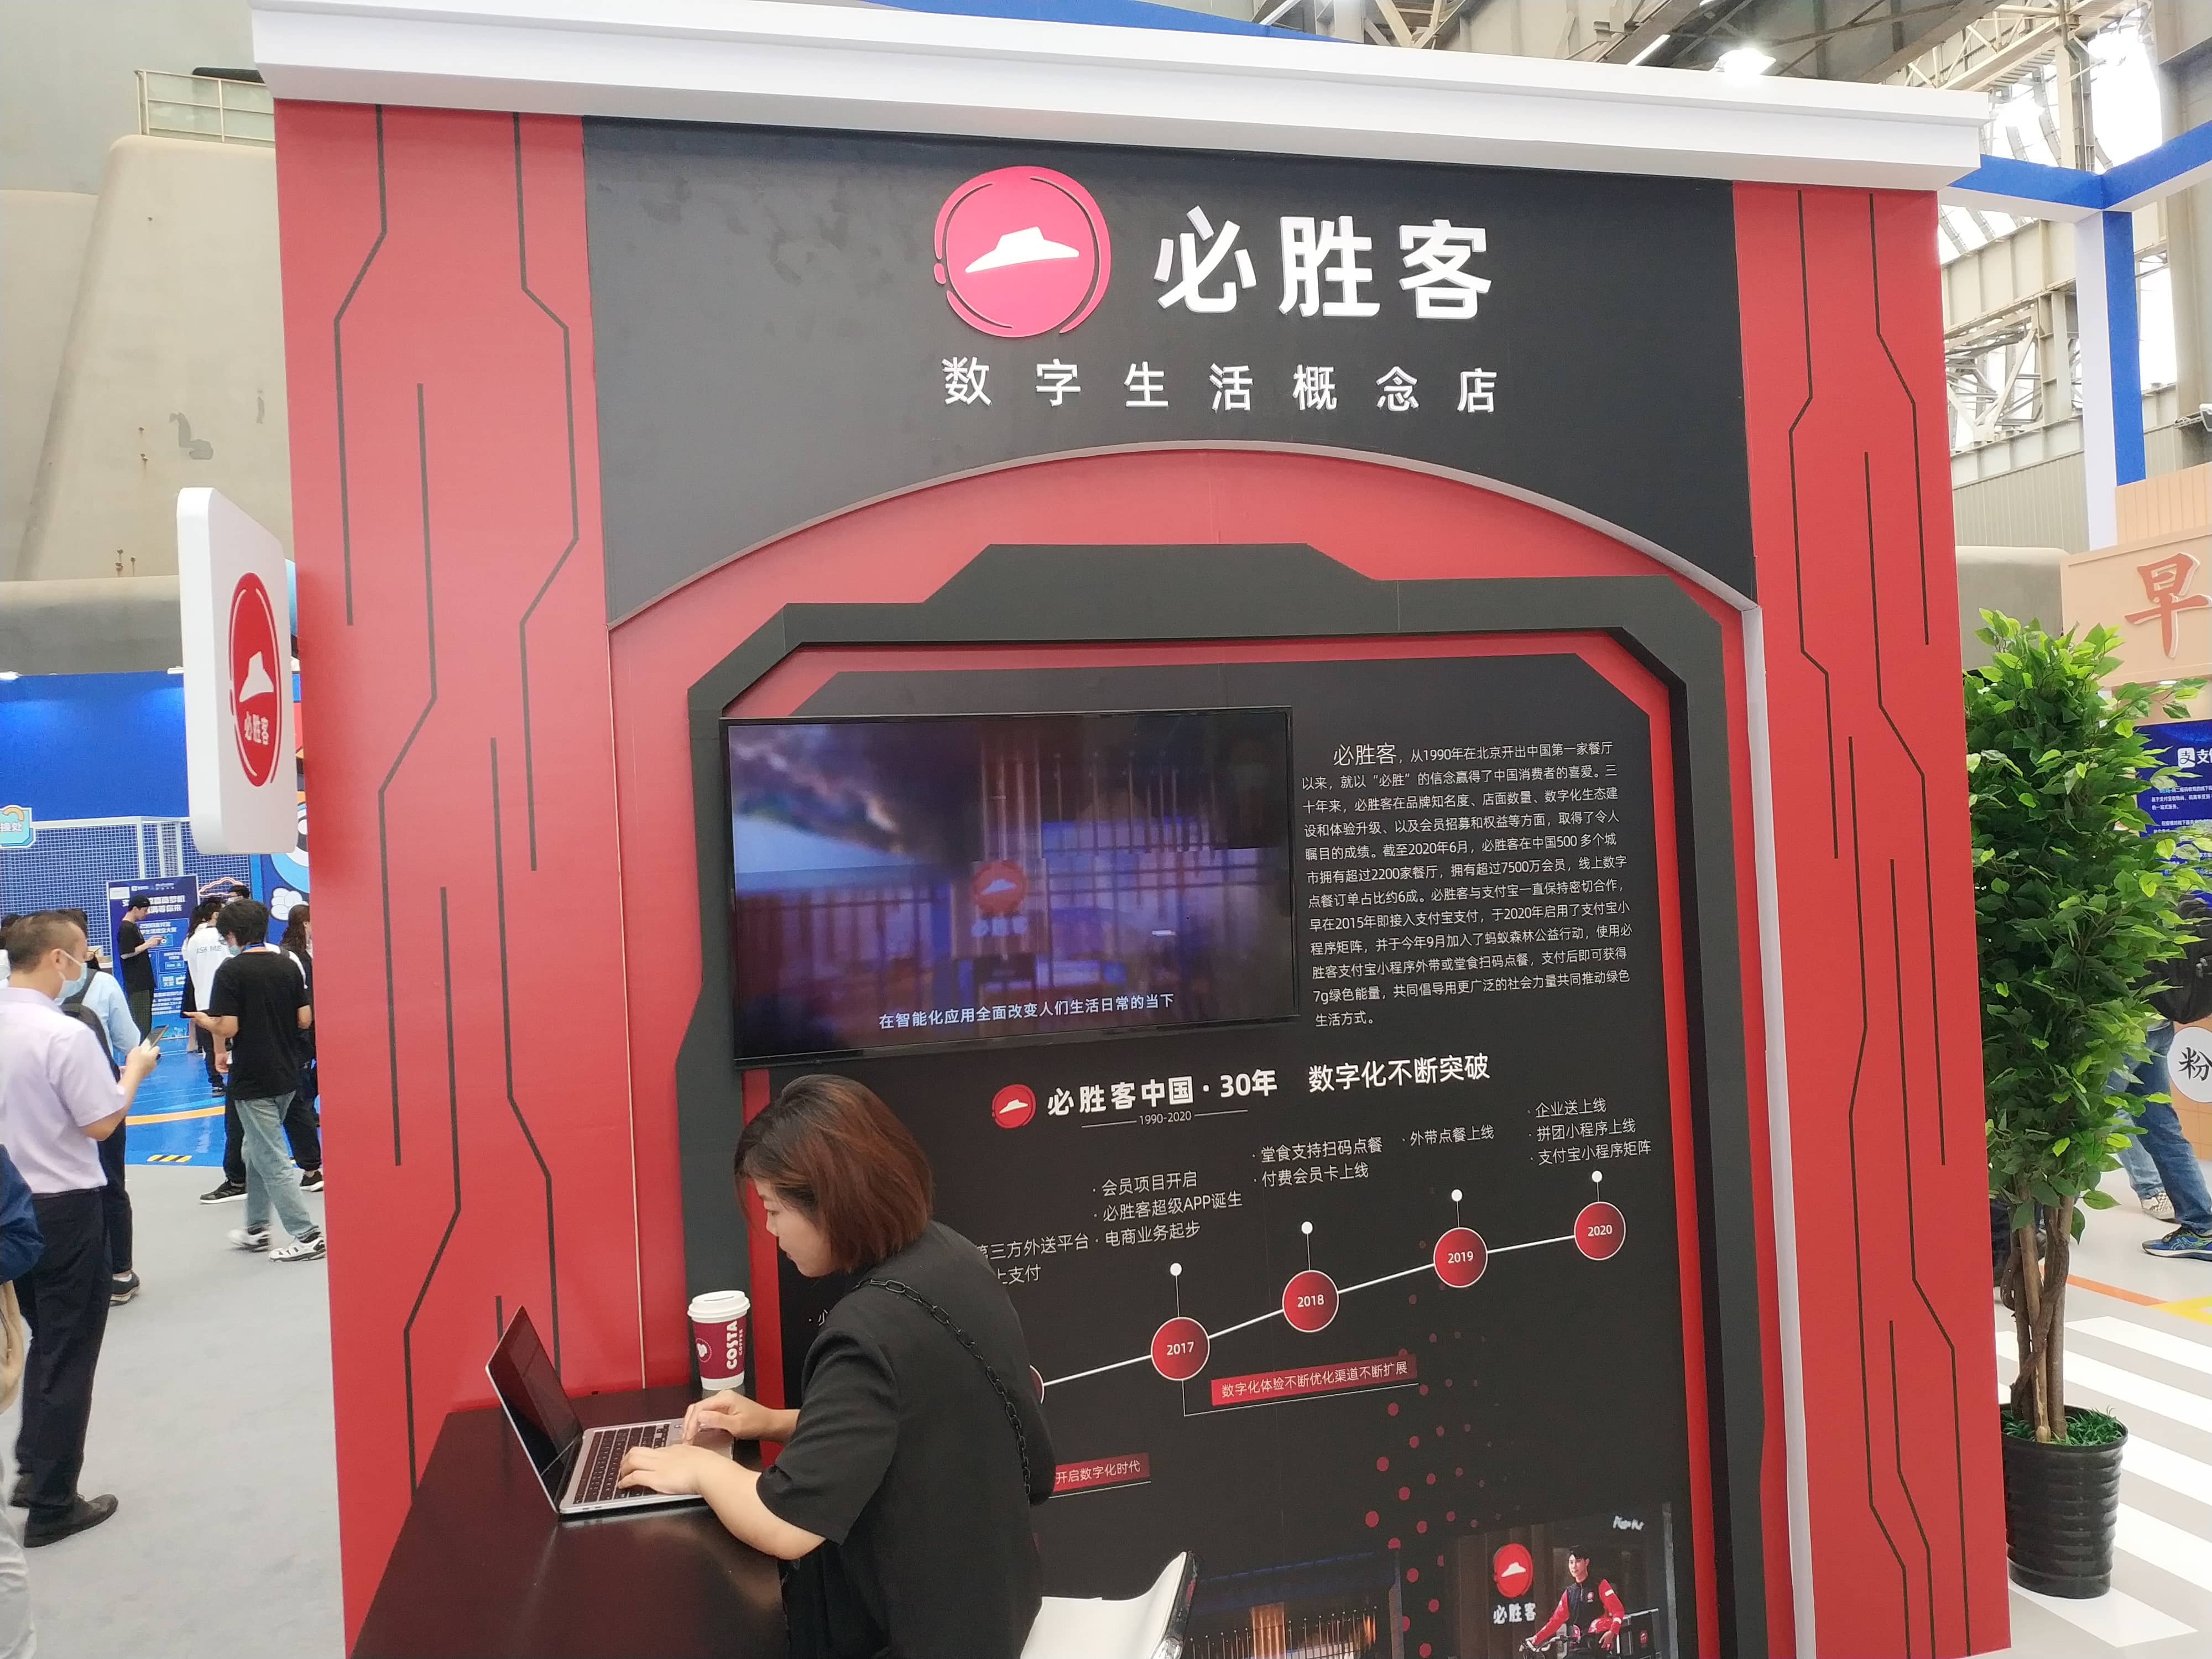 必胜客
数字生活概念店
必胜客
早
必胜客，从1990年在北京开出中国第一家餐厅
以来，就以“必胜”的信念赢得了中国消费者的喜爱。三
十年来，必胜客在品牌知名度、店面数量、数字化生态建
设和体验升级、以及会员招募和权益等方面，取得了令人
瞩目的成绩。截至2020年6月，必胜客在中国500 多个城
市拥有超过2200家餐厅，拥有超过7500万会员，线上数字
点餐订单占比约6成。必胜客与支付宝一直保持密切合作，
早在2015年即接入支付宝支付，于2020年启用了支付宝小
程序矩阵，并于今年9月加入了蚂蚁森林公益行动，使用必
胜客支付宝小程序外带或堂食扫码点餐，支付后即可获得
7g绿色能量，共同倡导用更广泛的社会力量共同推动绿色
生活方式。
必胜客
在智能化应用全面改变人们生活日常的当下
必胜客中国·30年 数字化不断突破
1990-2020
·企业送上线
·拼团小程序上线
·支付宝小程序矩阵
·外带点餐上线
·堂食支持扫码点餐
·付费会员卡上线
·会员项目开启
·必胜客超级APP诞生
·电商业务起步
第三方外送平台
上支付
2017
2018
2019
2020
数字化体验不断优化渠道不断扩展
开启数字化时代
COSTA
COFFEE
必胜客
粉
支